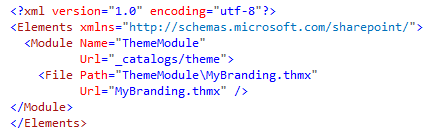 <?xml version="1.0" encoding="utf-8"?>
<Elements xmlns="http://schemas.microsoft.com/sharepoint/">
<Module Name="ThemeModule"
Url="_catalogs/theme">
<File Path="ThemeModule\MyBranding.thmx"
Url="MyBranding.thmx" />
</Module>
</Elements>